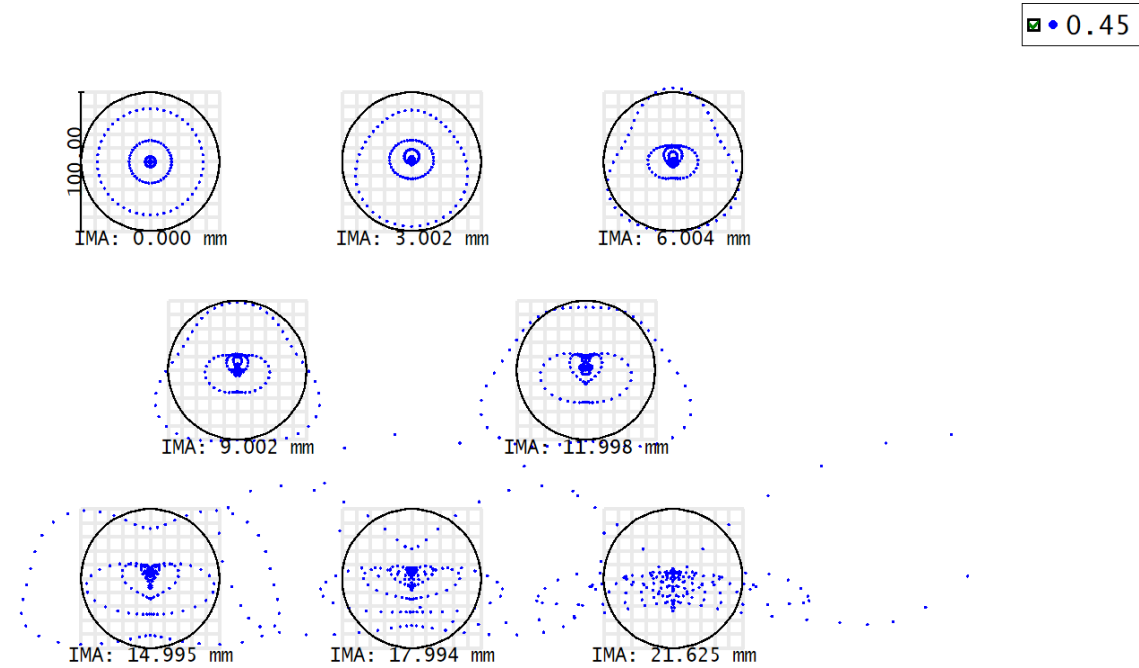 0.45
100.00
IMA: 0.000 mm
IMA: 3.002 mm
IMA: 6.004 mm
IMA: 9.002 mm
IMA: 11.998 mm
IMA: 14.995 mm
IMA: 17.994 mm
IMA: 21.625 mm